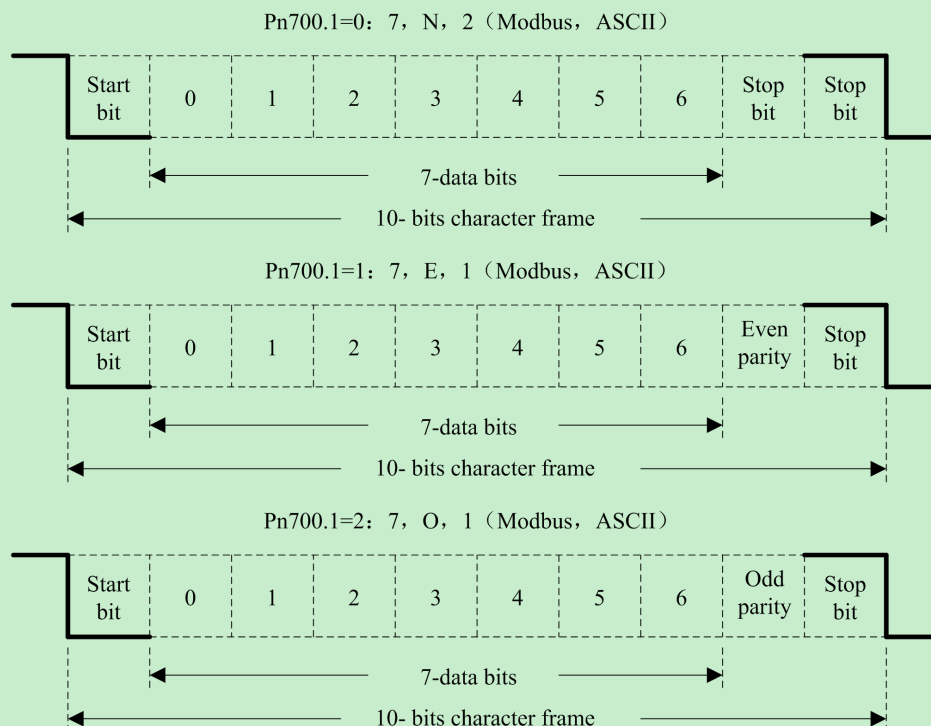 Pn700.1=0：7，N，2（Modbus，ASCII）
Start bit 0 1 2 3 4 5 6 Stop bit Stop bit
7-data bits
10- bits character frame
Pn700.1=1：7，E，1（Modbus，ASCII）
Start bit 0 1 2 3 4 5 6 Even parity Stop bit
7-data bits
10- bits character frame
Pn700.1=2：7，O，1（Modbus，ASCII）
Start bit 0 1 2 3 4 5 6 Odd parity Stop bit
7-data bits
10- bits character frame